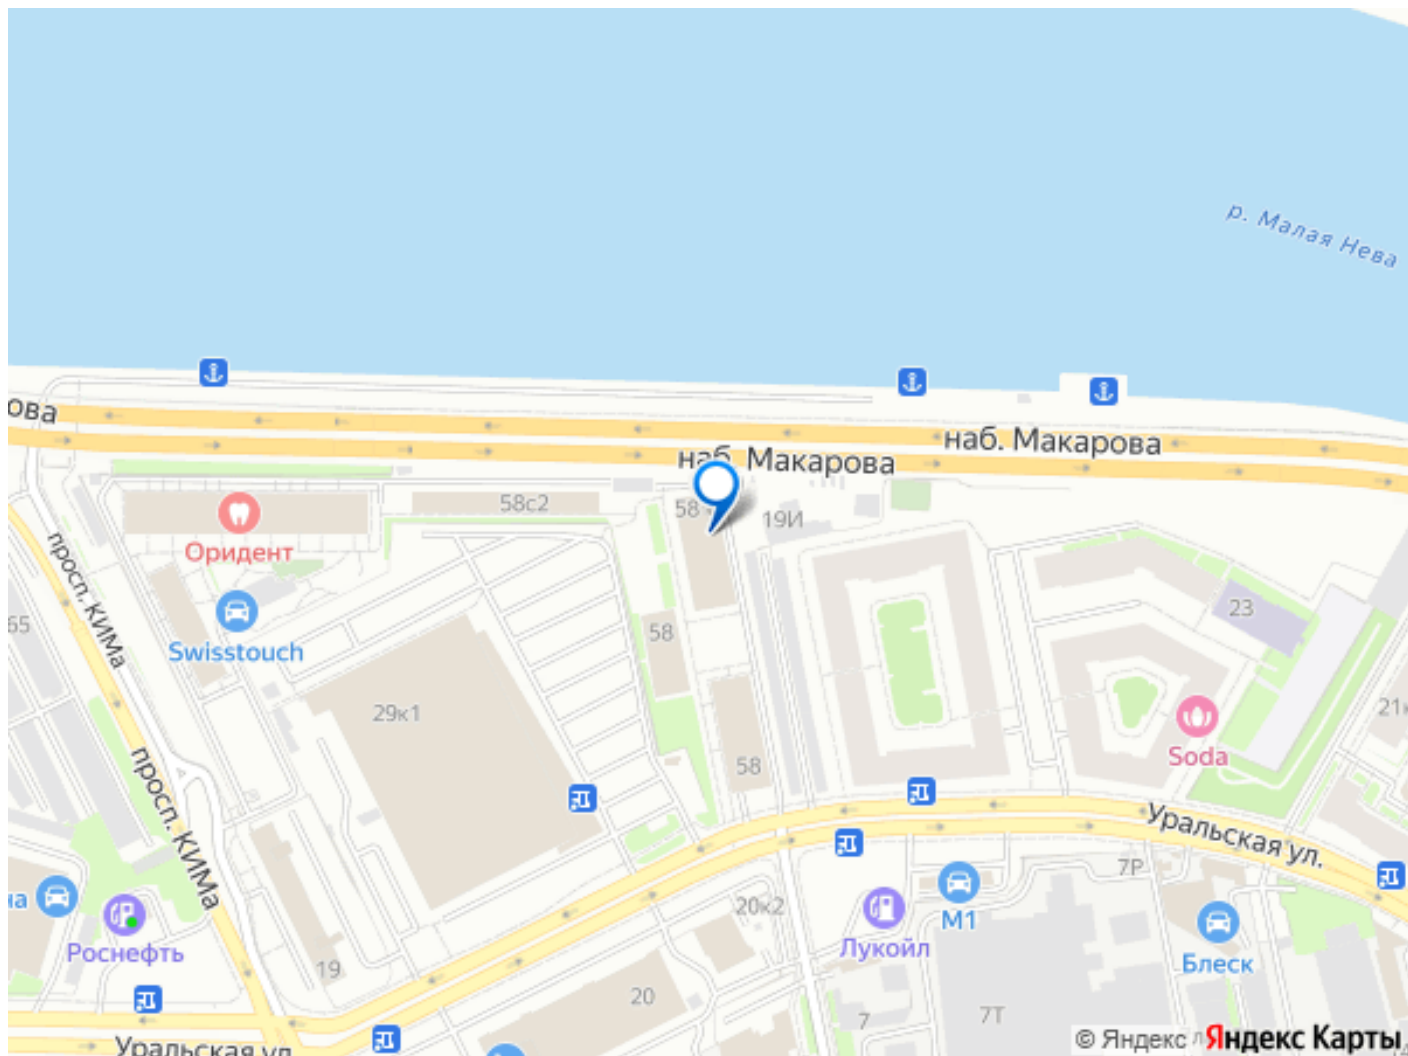 р. Малая Нева
ова
наб. Макарова
наб. Макарова
58с2
58
19И
Оридент
просп. КИМа
65
Swisstouch
58
23
29к1
21к
Soda
58
просп. КИМа
Уральская ул.
7Р
на
20к2
М1
Роснефть
Лукойл
Блеск
19
20
7
7Т
Уральская ул.
© Яндекс
Яндекс Карты